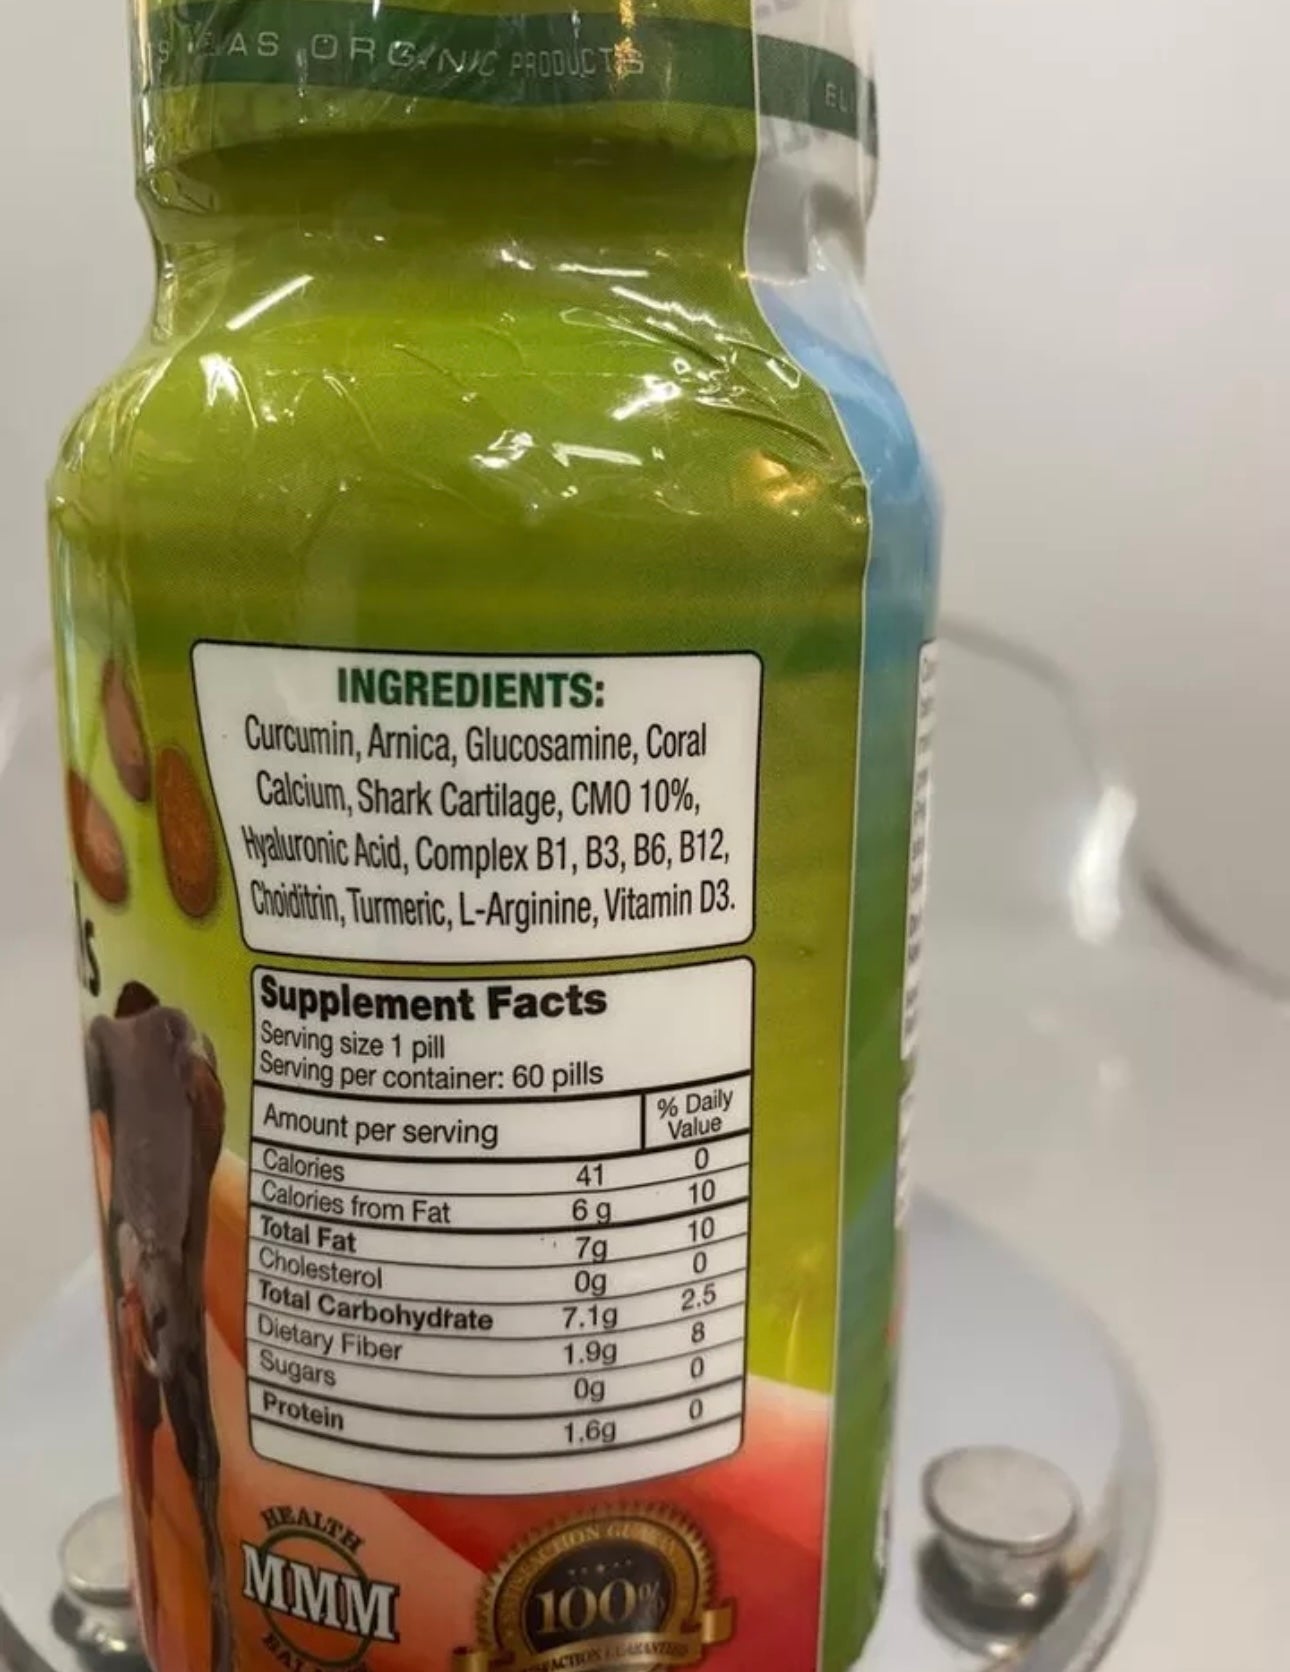 ORGANIC PRODUCTS
EL
INGREDIENTS:
Curcumin, Arnica, Glucosamine, Coral
Calcium, Shark Cartilage, CMO 10%,
Hyaluronic Acid, Complex B1, B3, B6, B12,
Choiditrin, Turmeric, L-Arginine, Vitamin D3.
ls
Supplement Facts
Serving size 1 pill
Serving per container: 60 pills
Amount per serving % Daily Value
Calories 41 0
Calories from Fat 6 g 10
Total Fat 7g 10
Cholesterol 0g 0
Total Carbohydrate 7.1g 2.5
Dietary Fiber 1.9g 8
Sugars 0g 0
Protein 1.6g 0
HEALTH
MMM
100%